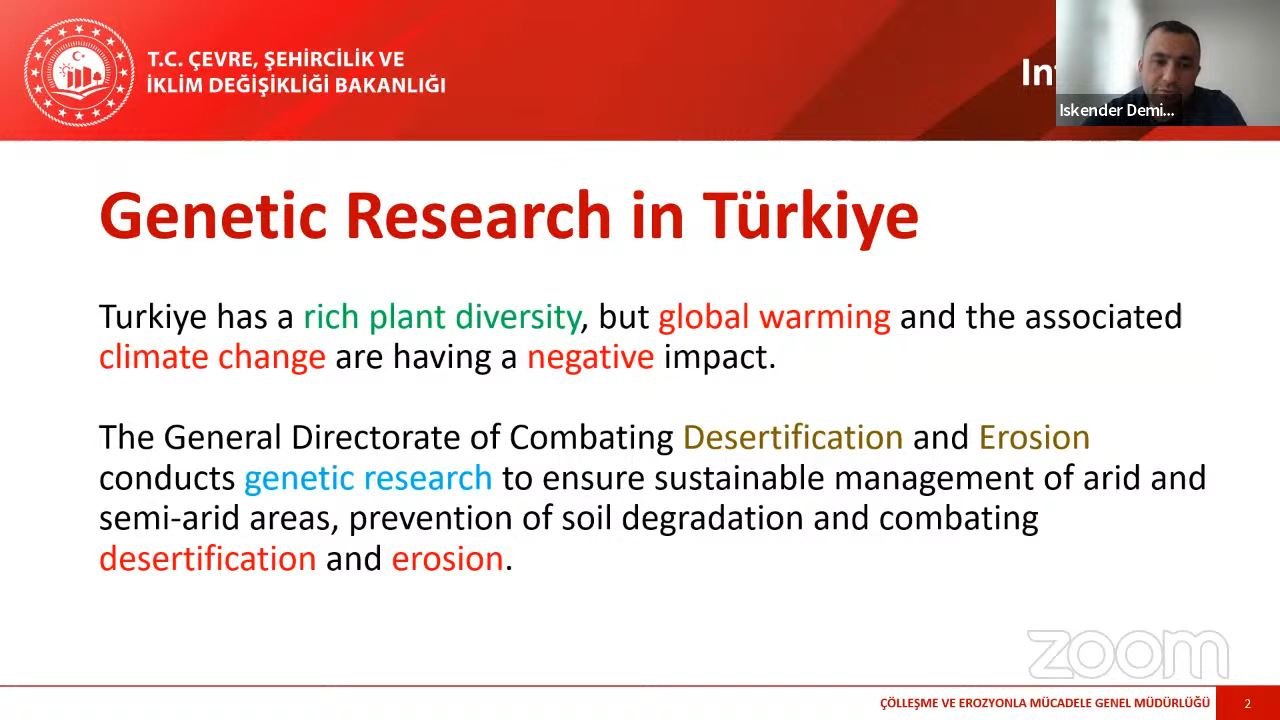 T.C. ÇEVRE, ŞEHİRCİLİK VE
İKLİM DEĞİŞİKLİĞİ BAKANLIĞI
Iskender Demi...
Genetic Research in Türkiye
Turkiye has a rich plant diversity, but global warming and the associated
climate change are having a negative impact.
The General Directorate of Combating Desertification and Erosion
conducts genetic research to ensure sustainable management of arid and
semi-arid areas, prevention of soil degradation and combating
desertification and erosion.
zoom
ÇÖLLEŞME VE EROZYONLA MÜCADELE GENEL MÜDÜRLÜĞÜ
2